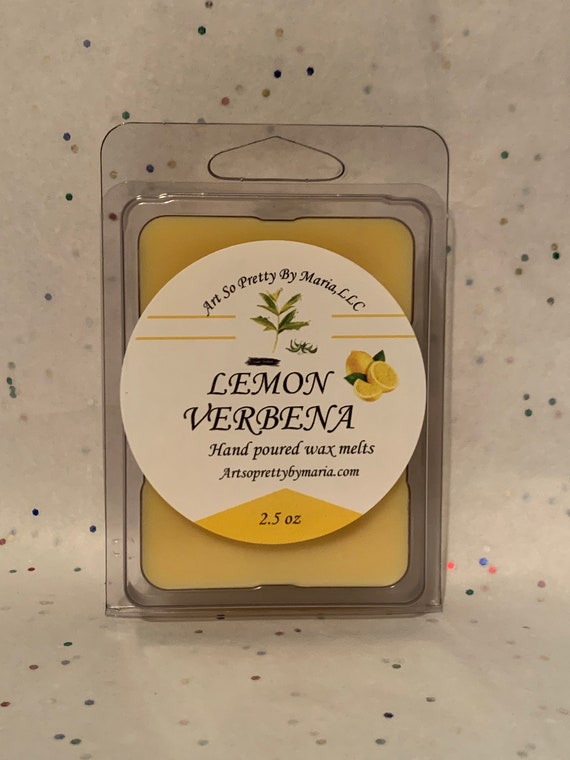 Art So Pretty By Maria,LLC
LEMON
VERBENA
Hand poured wax melts
Artsoprettybymaria.com
2.5 oz